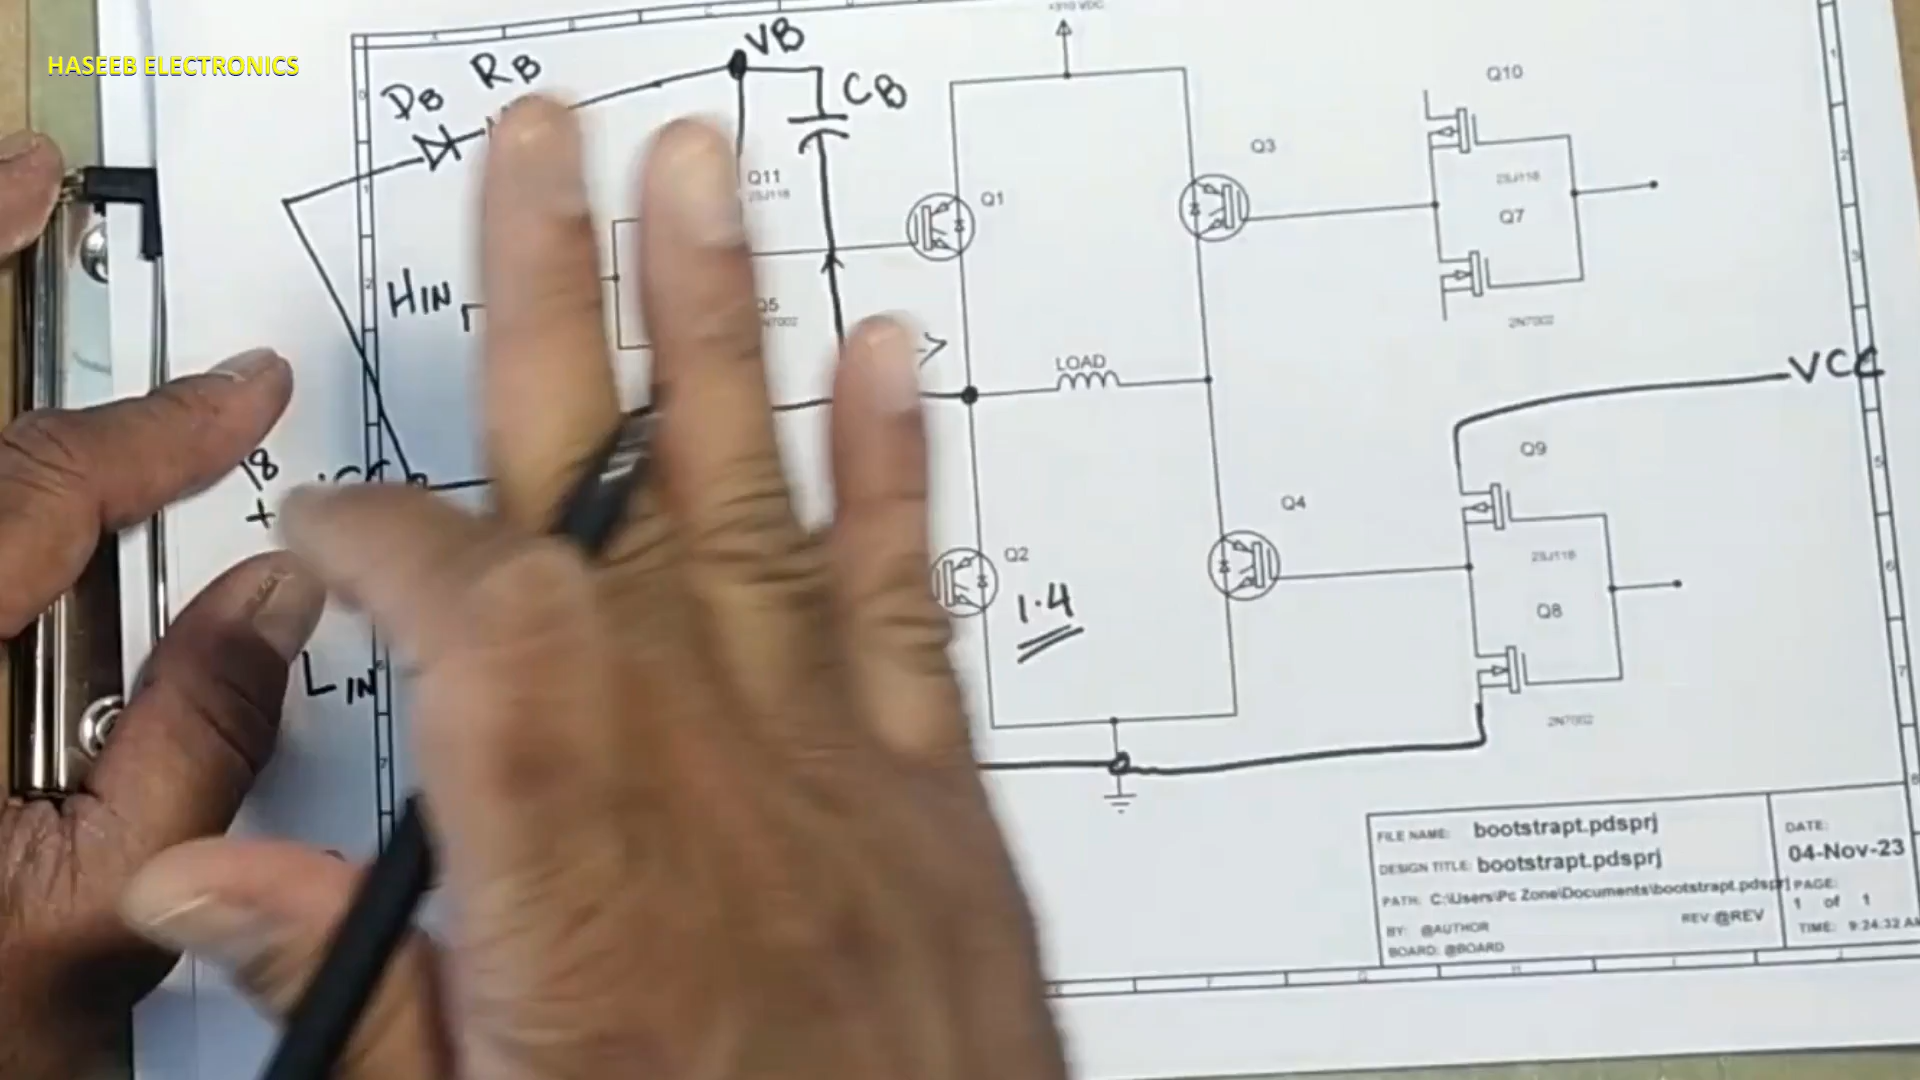 HASEEB ELECTRONICS
+310 VDC
VB
RB
DB
CB
Q10
2SJ118
Q7
2N7002
Q3
Q1
Q11
2SJ118
HIN
Q5
LOAD
VCC
18
+
Q9
2SJ118
Q8
2N7002
Q4
Q2
1.4
LIN
FILE NAME: bootstrapt.pdsprj
DESIGN TITLE: bootstrapt.pdsprj
PATH: C:\Users\Pc Zone\Documents\bootstrapt.pdsprj
BY: @AUTHOR
REV:@REV
BOARD: @BOARD
DATE:
04-Nov-23
PAGE:
1 of 1
TIME: 9:24:32